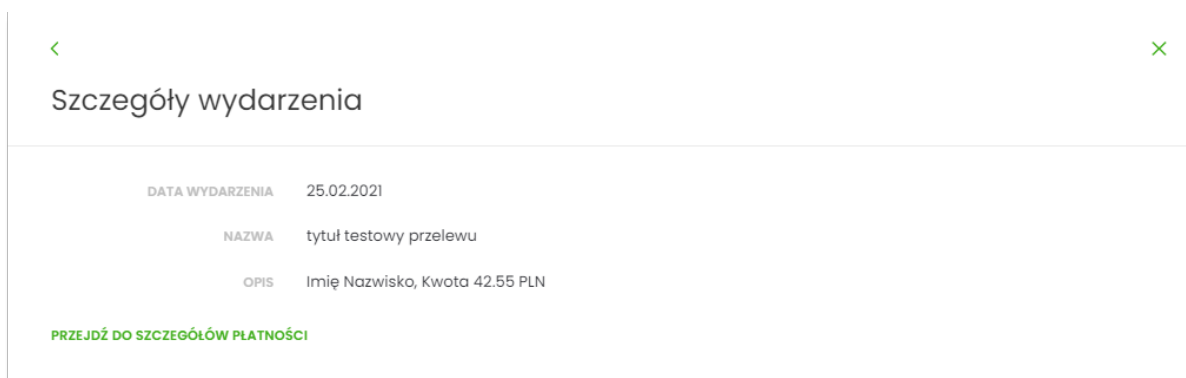 Szczegóły wydarzenia
DATA WYDARZENIA 25.02.2021
NAZWA tytuł testowy przelewu
OPIS Imię Nazwisko, Kwota 42.55 PLN
PRZEJDŹ DO SZCZEGÓŁÓW PŁATNOŚCI